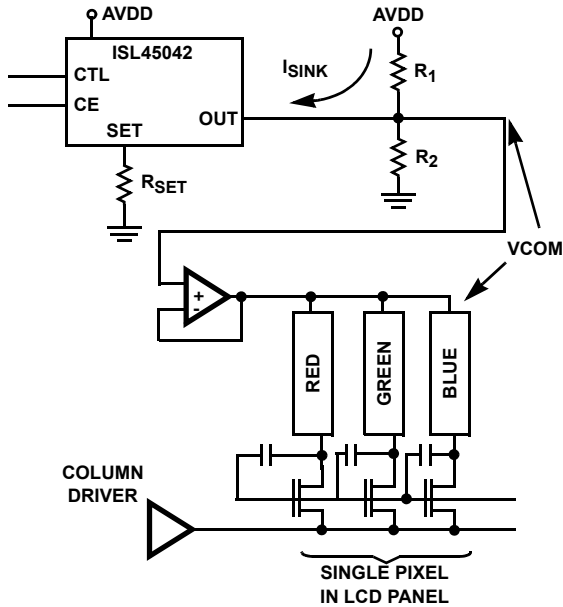 AVDD
AVDD
ISL45042
ISINK
R1
CTL
CE
OUT
SET
R2
RSET
VCOM
+
-
RED
GREEN
BLUE
COLUMN
DRIVER
SINGLE PIXEL
IN LCD PANEL